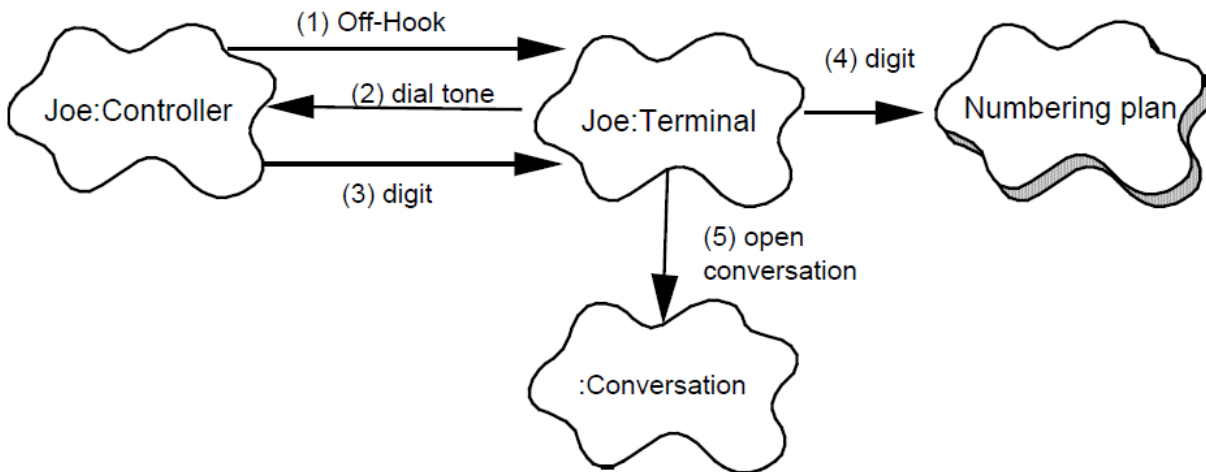 (1) Off-Hook
Joe:Controller
(2) dial tone
(3) digit
Joe:Terminal
(4) digit
Numbering plan
(5) open
conversation
:Conversation